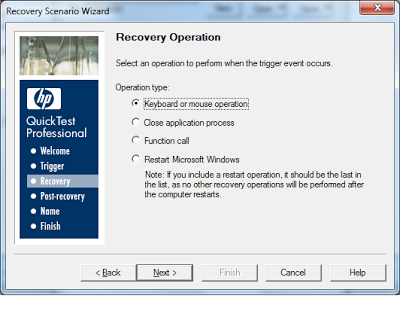 Recovery Scenario Wizard
Recovery Operation
Select an operation to perform when the trigger event occurs.
Operation type:
Keyboard or mouse operation
Close application process
Function call
Restart Microsoft Windows
Note: If you include a restart operation, it should be the last in
the list, as no other recovery operations will be performed after
the computer restarts.
hp
QuickTest
Professional
Welcome
Trigger
Recovery
Post-recovery
Name
Finish
< Back
Next >
Finish
Cancel
Help